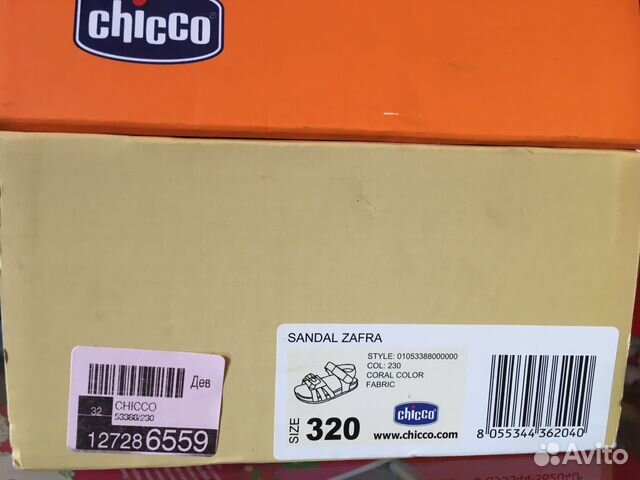 chicco
SANDAL ZAFRA
STYLE: 01053388000000
COL: 230
CORAL COLOR
FABRIC
SIZE 320
chicco
www.chicco.com
8 055344 362040
Дев
32
CHICCO
53388/230
12728 6559
Avito